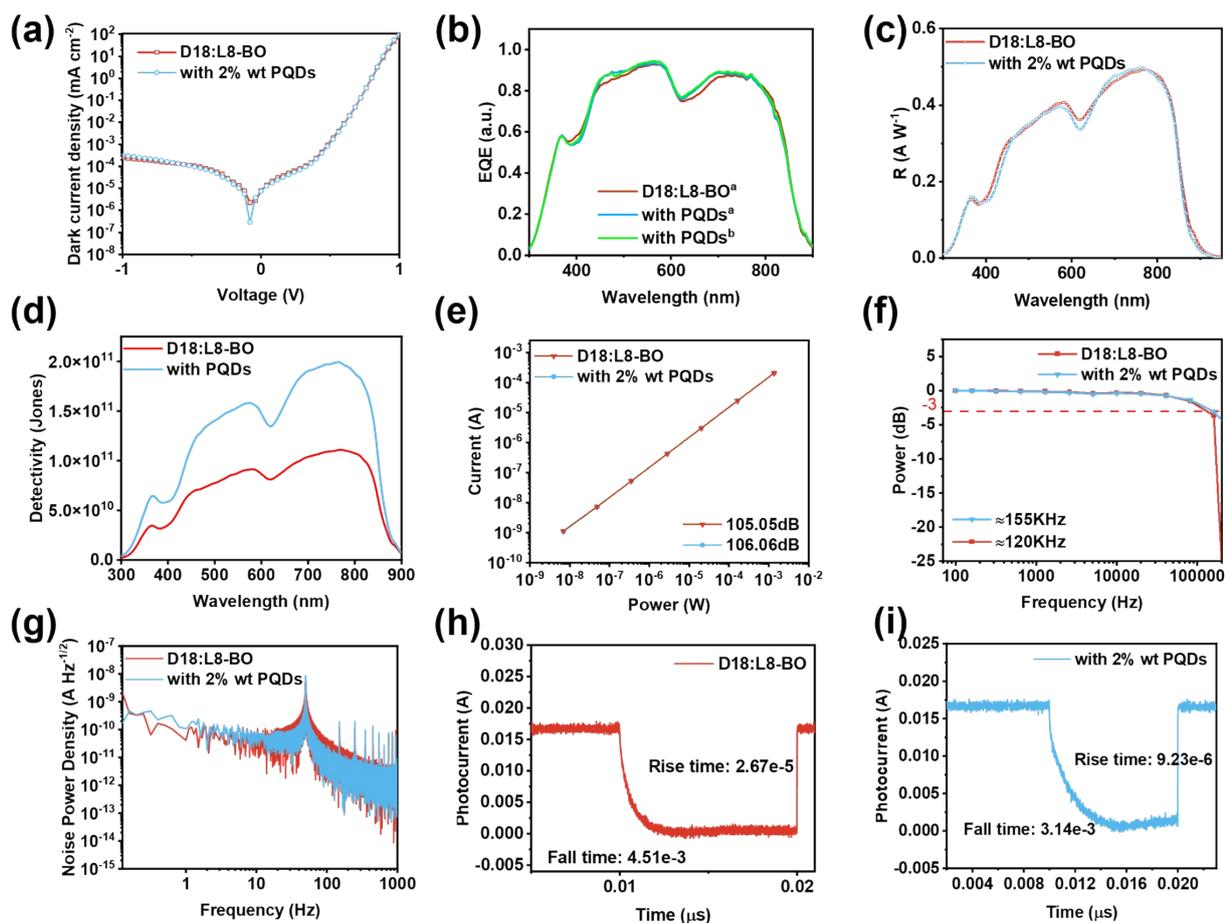 (a)
D18:L8-BO
with 2% wt PQDs
Dark current density (mA cm⁻²)
10²
10¹
10⁰
10⁻¹
10⁻²
10⁻³
10⁻⁴
10⁻⁵
10⁻⁶
10⁻⁷
10⁻⁸
-1 0 1
Voltage (V)
(b)
EQE (a.u.)
1.0
0.8
0.6
0.4
0.2
0.0
D18:L8-BOᵃ
with PQDsᵃ
with PQDsᵇ
400 600 800
Wavelength (nm)
(c)
D18:L8-BO
with 2% wt PQDs
R (A W⁻¹)
0.6
0.4
0.2
0.0
400 600 800
Wavelength (nm)
(d)
D18:L8-BO
with PQDs
Detectivity (Jones)
2.0×10¹¹
1.5×10¹¹
1.0×10¹¹
5.0×10¹⁰
0.0
300 400 500 600 700 800 900
Wavelength (nm)
(e)
D18:L8-BO
with 2% wt PQDs
Current (A)
10⁻³
10⁻⁴
10⁻⁵
10⁻⁶
10⁻⁷
10⁻⁸
10⁻⁹
10⁻¹⁰
105.05dB
106.06dB
10⁻⁹ 10⁻⁸ 10⁻⁷ 10⁻⁶ 10⁻⁵ 10⁻⁴ 10⁻³ 10⁻²
Power (W)
(f)
D18:L8-BO
with 2% wt PQDs
Power (dB)
5
0
-3
-5
-10
-15
-20
-25
≈155KHz
≈120KHz
100 1000 10000 100000
Frequency (Hz)
(g)
D18:L8-BO
with 2% wt PQDs
Noise Power Density (A Hz⁻¹ᐟ²)
10⁻⁷
10⁻⁸
10⁻⁹
10⁻¹⁰
10⁻¹¹
10⁻¹²
10⁻¹³
10⁻¹⁴
10⁻¹⁵
1 10 100 1000
Frequency (Hz)
(h)
D18:L8-BO
Photocurrent (A)
0.030
0.025
0.020
0.015
0.010
0.005
0.000
-0.005
Rise time: 2.67e-5
Fall time: 4.51e-3
0.01 0.02
Time (μs)
(i)
with 2% wt PQDs
Photocurrent (A)
0.025
0.020
0.015
0.010
0.005
0.000
-0.005
Rise time: 9.23e-6
Fall time: 3.14e-3
0.004 0.008 0.012 0.016 0.020
Time (μs)